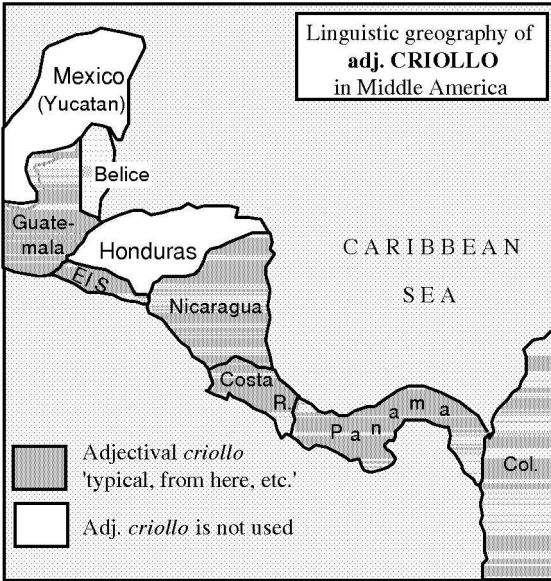 Linguistic greography of
adj. CRIOLLO
in Middle America
Mexico
(Yucatan)
Belice
Guate-
mala
Honduras
El S.
Nicaragua
CARIBBEAN
SEA
Costa
R.
Panama
Col.
Adjectival criollo
'typical, from here, etc.'
Adj. criollo is not used